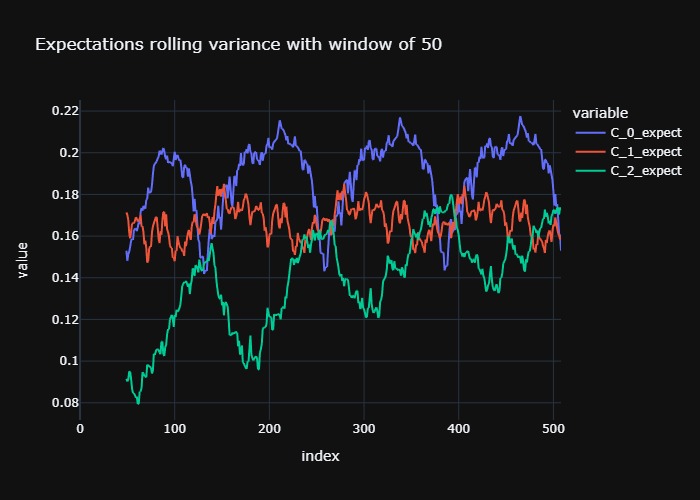 Expectations rolling variance with window of 50
variable
C_0_expect
C_1_expect
C_2_expect
value
0.22
0.2
0.18
0.16
0.14
0.12
0.1
0.08
0 100 200 300 400 500
index